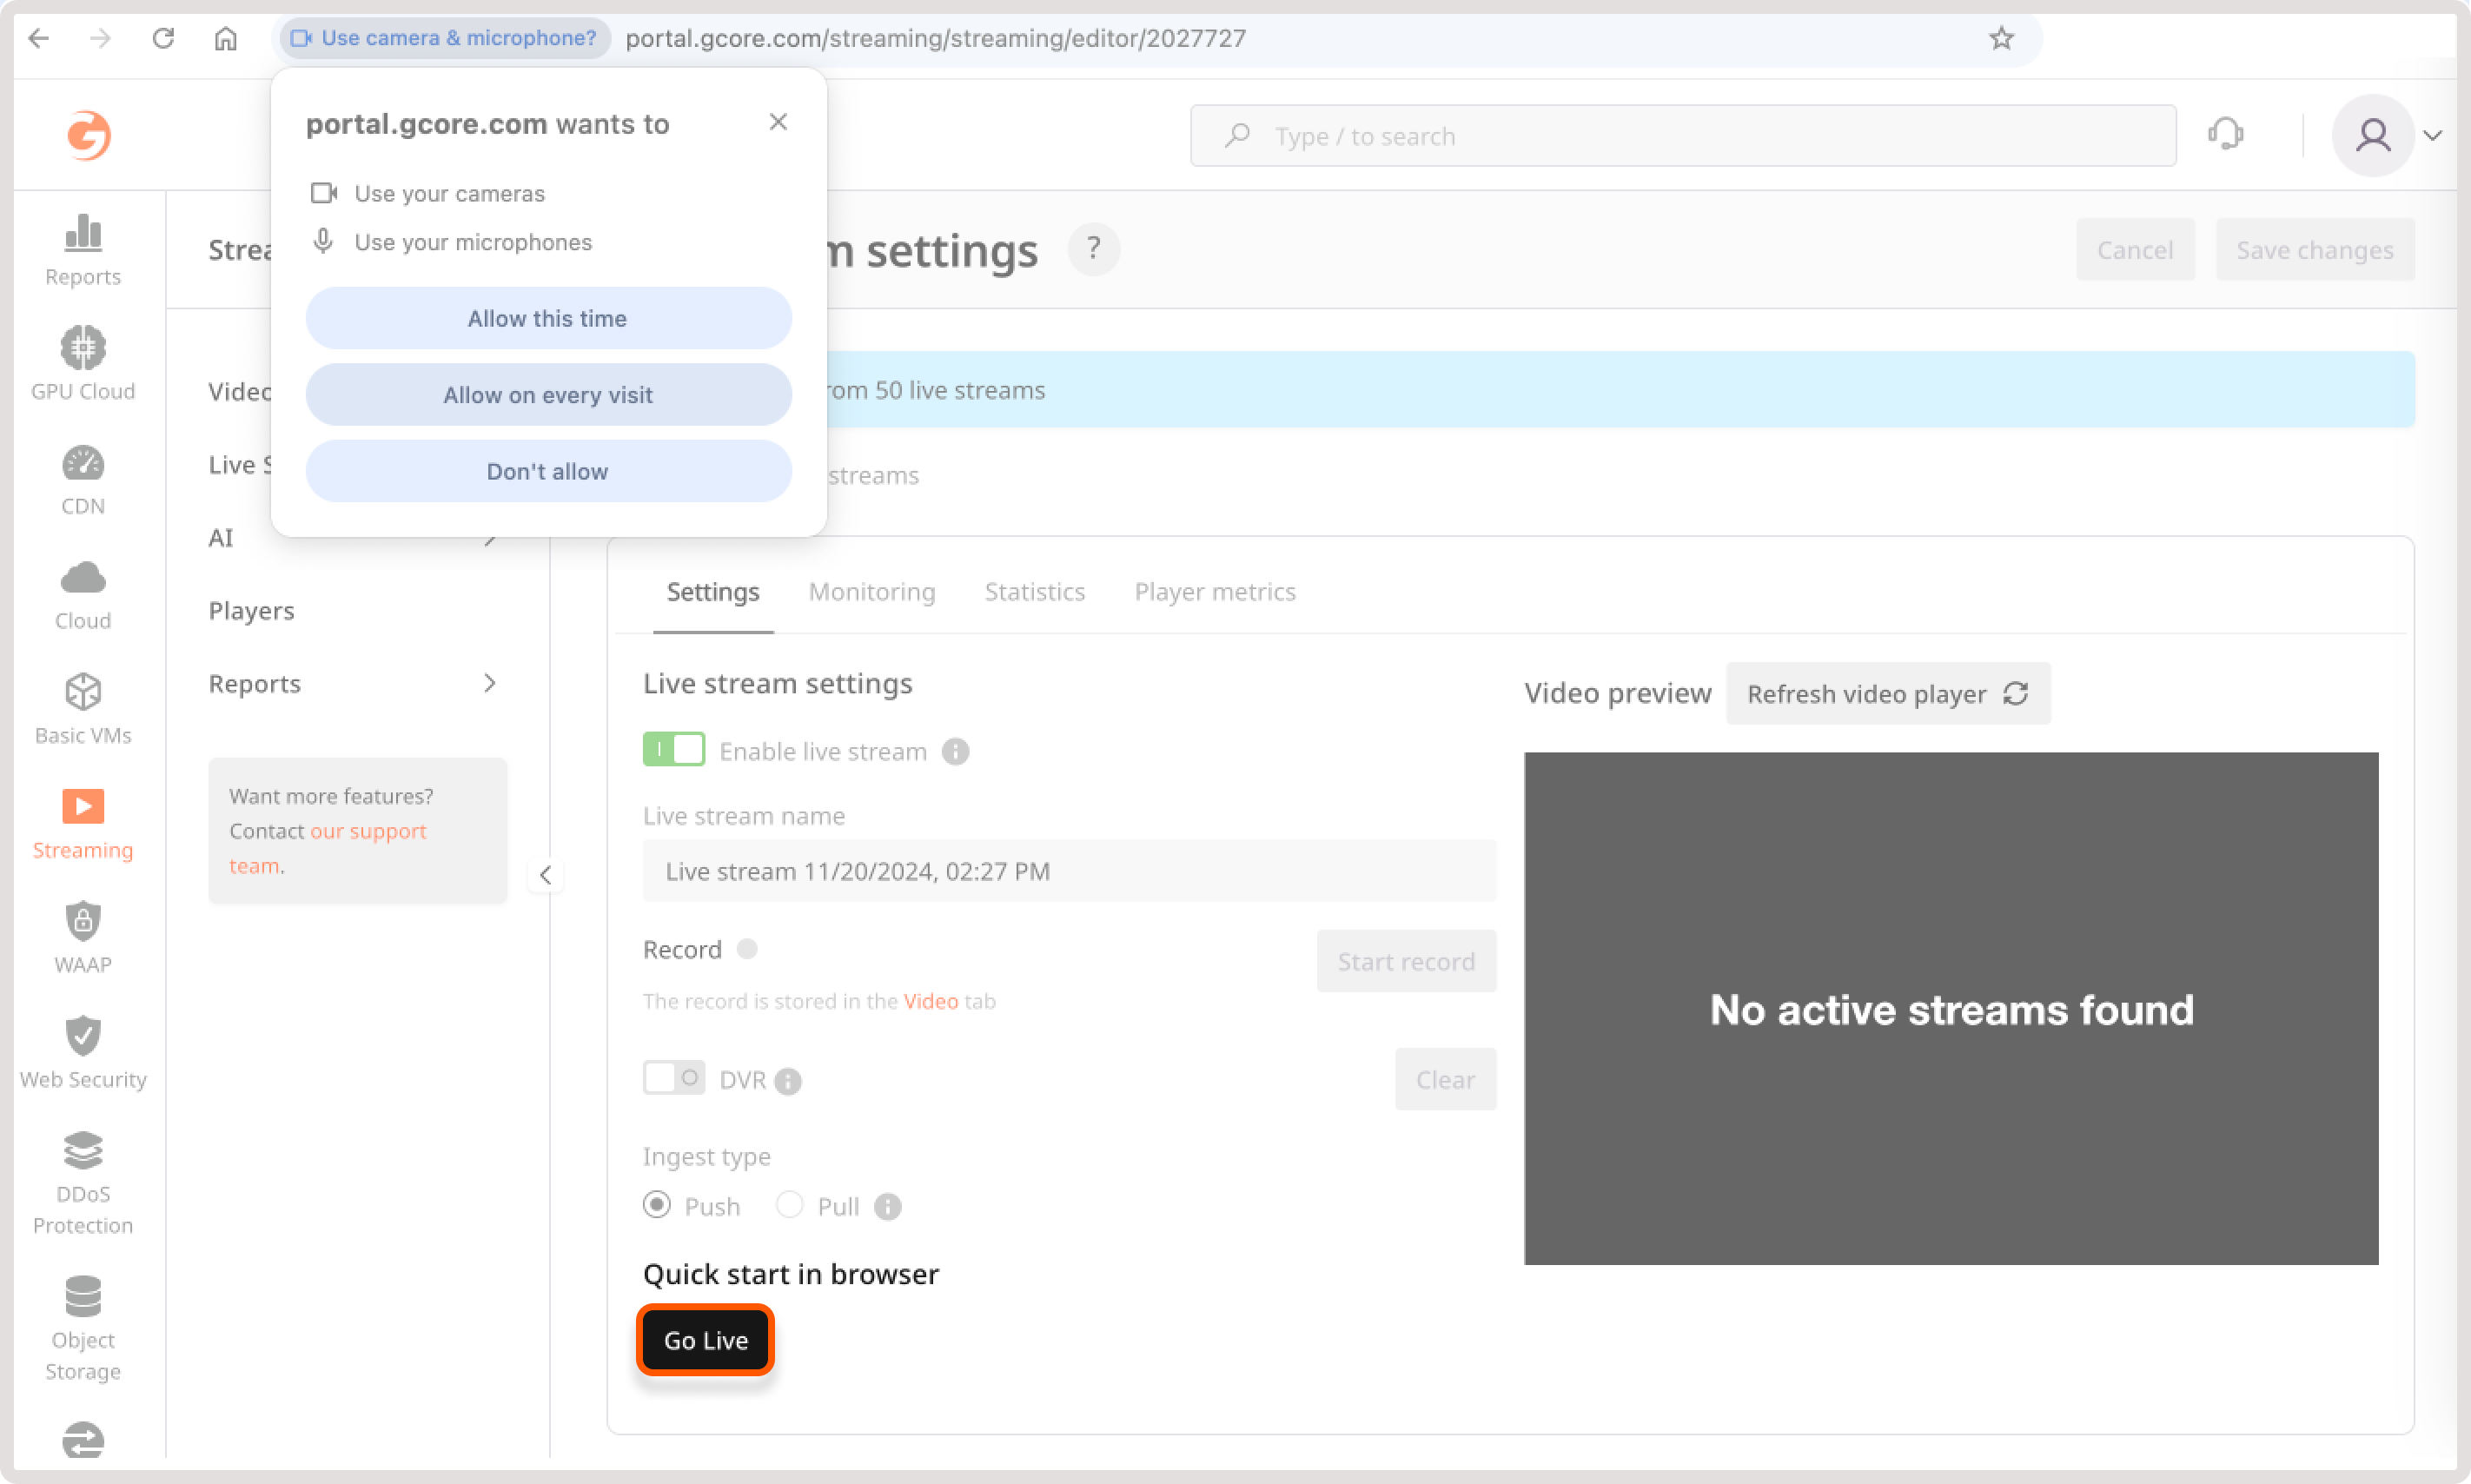 Use camera & microphone?
portal.gcore.com/streaming/streaming/editor/2027727
portal.gcore.com wants to
Use your cameras
Use your microphones
Allow this time
Allow on every visit
Don't allow
Type / to search
settings
?
Cancel
Save changes
50 live streams
streams
Reports
GPU Cloud
CDN
Cloud
Basic VMs
Streaming
WAAP
Web Security
DDoS
Protection
Object
Storage
Video
Live
AI
Players
Reports
Want more features?
Contact our support
team.
Settings
Monitoring
Statistics
Player metrics
Live stream settings
Enable live stream
Live stream name
Live stream 11/20/2024, 02:27 PM
Record
Start record
The record is stored in the Video tab
DVR
Clear
Ingest type
Push
Pull
Quick start in browser
Go Live
Video preview
Refresh video player
No active streams found